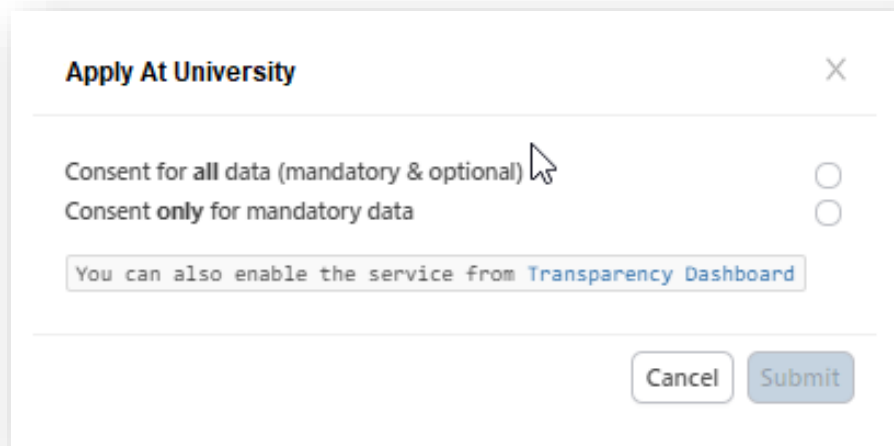 Apply At University
Consent for all data (mandatory & optional)
Consent only for mandatory data
You can also enable the service from Transparency Dashboard
Cancel Submit